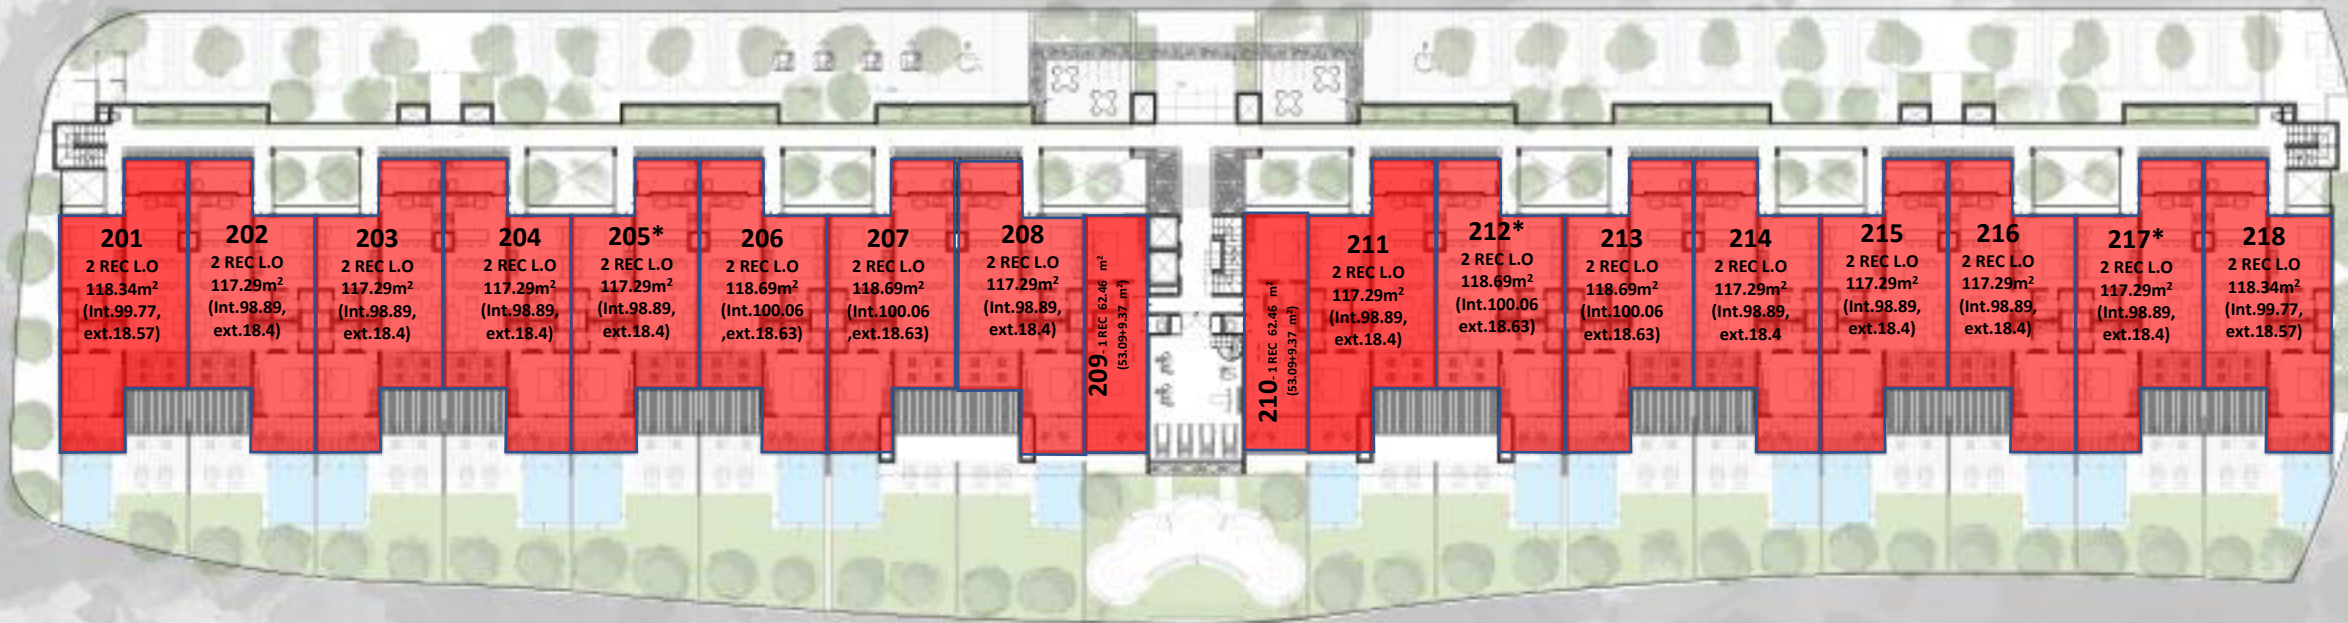 201
2 REC L.O
118.34m²
(Int.99.77,
ext.18.57)
202
2 REC L.O
117.29m²
(Int.98.89,
ext.18.4)
203
2 REC L.O
117.29m²
(Int.98.89,
ext.18.4)
204
2 REC L.O
117.29m²
(Int.98.89,
ext.18.4)
205*
2 REC L.O
117.29m²
(Int.98.89,
ext.18.4)
206
2 REC L.O
118.69m²
(Int.100.06
,ext.18.63)
207
2 REC L.O
118.69m²
(Int.100.06
,ext.18.63)
208
2 REC L.O
117.29m²
(Int.98.89,
ext.18.4)
209 - 1 REC 62.46 m²
(53.09+9.37 m²)
210 - 1 REC 62.46 m²
(53.09+9.37 m²)
211
2 REC L.O
117.29m²
(Int.98.89,
ext.18.4)
212*
2 REC L.O
118.69m²
(Int.100.06
ext.18.63)
213
2 REC L.O
118.69m²
(Int.100.06
ext.18.63)
214
2 REC L.O
117.29m²
(Int.98.89,
ext.18.4
215
2 REC L.O
117.29m²
(Int.98.89,
ext.18.4)
216
2 REC L.O
117.29m²
(Int.98.89,
ext.18.4)
217*
2 REC L.O
117.29m²
(Int.98.89,
ext.18.4)
218
2 REC L.O
118.34m²
(Int.99.77,
ext.18.57)